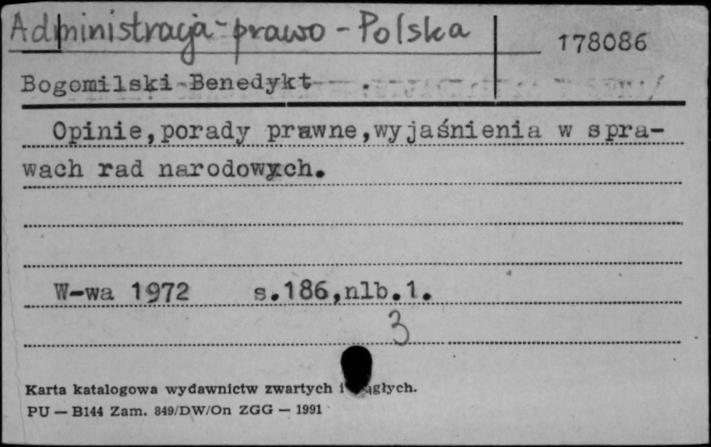 Administracja - prawo - Polska
178086
Bogomilski Benedykt
Opinie,porady prawne,wyjaśnienia w spra-
wach rad narodowych.
W-wa 1972 s.186,nlb.1.
3
Karta katalogowa wydawnictw zwartych i
PU — B144 Zam. 849/DW/On ZGG — 1991